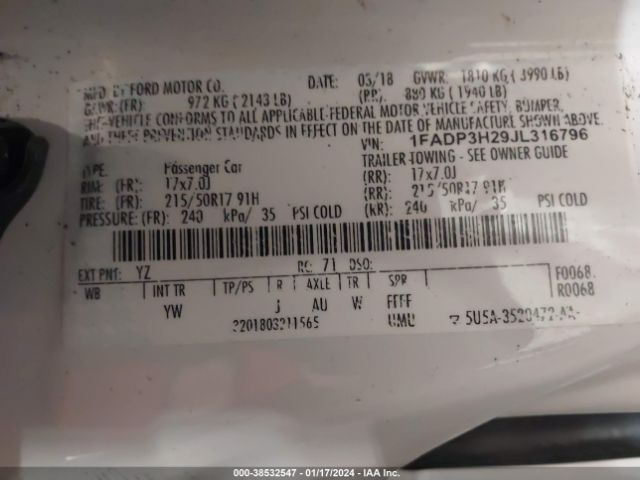 MFD. BY FORD MOTOR CO. DATE: 03/18 GVWR: 1810 KG (3990 LB)
GAWR: (FR): 972 KG (2143 LB) (RR): 880 KG (1940 LB)
THIS VEHICLE CONFORMS TO ALL APPLICABLE FEDERAL MOTOR VEHICLE SAFETY, BUMPER,
AND THEFT PREVENTION STANDARDS IN EFFECT ON THE DATE OF MANUFACTURE SHOWN ABOVE.
VIN: 1FADP3H29JL316796
TYPE: Passenger Car TRAILER TOWING - SEE OWNER GUIDE
RIM: (FR): 17x7.0J (RR): 17x7.0J
TIRE: (FR): 215/50R17 91H (RR): 215/50R17 91H
PRESSURE: (FR): 240 kPa/ 35 PSI COLD (RR): 240 kPa/ 35 PSI COLD
EXT PNT: YZ RC: 71 DSO: F0068
WB INT TR TP/PS R AXLE TR SPR R0068
YW J AU W FFFF
3201803211565 UMU 5U5A-3520472-AA-
000-38532547 - 01/17/2024 - IAA Inc.